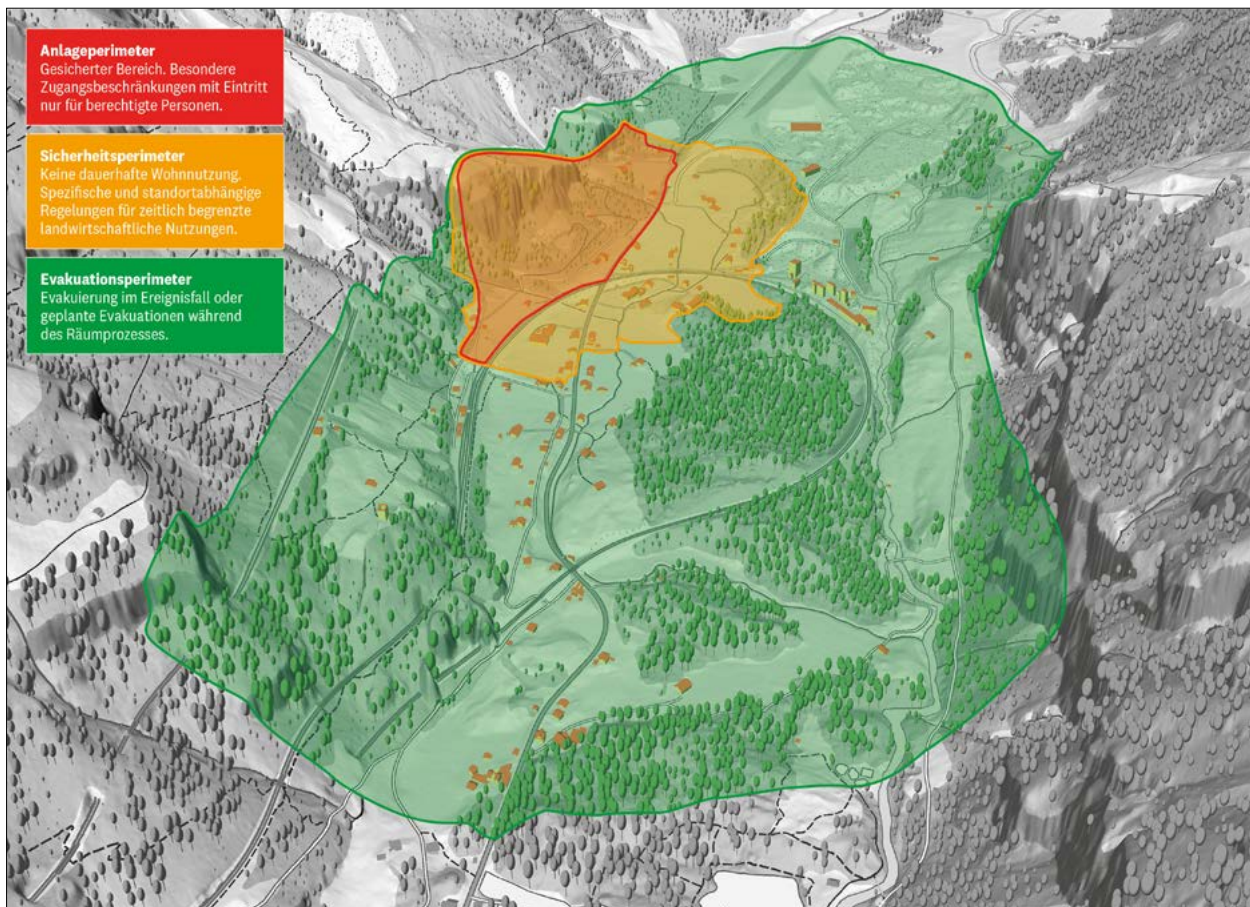 Anlageperimeter
Gesicherter Bereich. Besondere
Zugangsbeschränkungen mit Eintritt
nur für berechtigte Personen.
Sicherheitsperimeter
Keine dauerhafte Wohnnutzung.
Spezifische und standortabhängige
Regelungen für zeitlich begrenzte
landwirtschaftliche Nutzungen.
Evakuationsperimeter
Evakuierung im Ereignisfall oder
geplante Evakuationen während
des Räumprozesses.